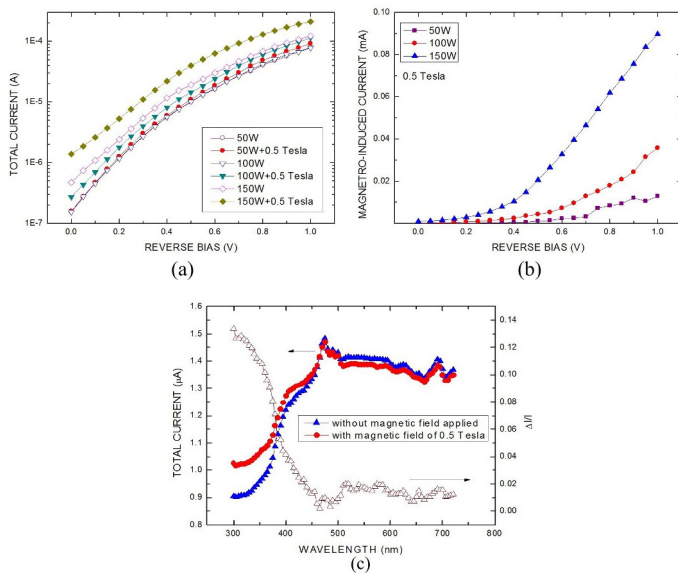 (a)
1E-4
1E-5
1E-6
1E-7
TOTAL CURRENT (A)
50W
50W+0.5 Tesla
100W
100W+0.5 Tesla
150W
150W+0.5 Tesla
0.0 0.2 0.4 0.6 0.8 1.0
REVERSE BIAS (V)
(a)
(b)
0.10
0.08
0.06
0.04
0.02
MAGNETRO-INDUCED CURRENT (mA)
50W
100W
150W
0.5 Tesla
0.0 0.2 0.4 0.6 0.8 1.0
REVERSE BIAS (V)
(b)
1.6
1.5
1.4
1.3
1.2
1.1
1.0
0.9
0.8
TOTAL CURRENT (μA)
without magnetic field applied
with magnetic field of 0.5 Tesla
0.14
0.12
0.10
0.08
0.06
0.04
0.02
0.00
ΔI/I
300 400 500 600 700 800
WAVELENGTH (nm)
(c)